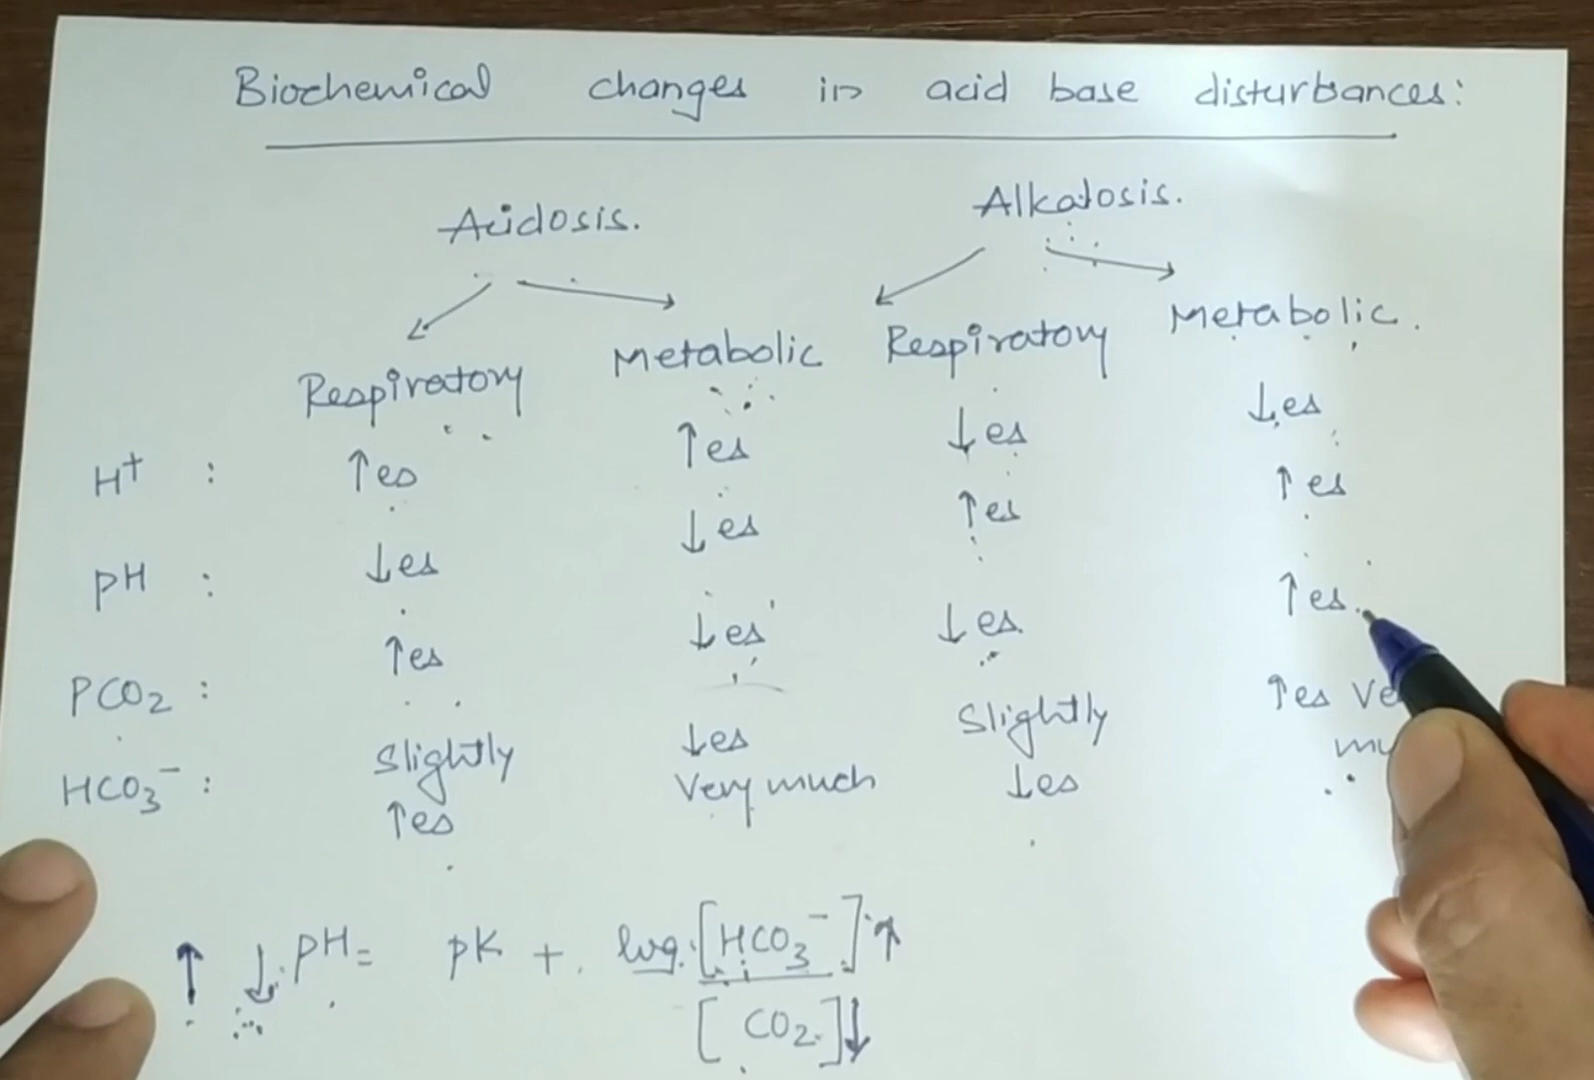 Biochemical changes in acid base disturbances:
Acidosis. Alkalosis.
Respiratory Metabolic Respiratory Metabolic.
H⁺ : ↑es ↑es ↓es ↓es
pH : ↓es ↓es ↑es ↑es
PCO₂ : ↑es ↓es ↓es. ↑es.
HCO₃⁻ : Slightly ↓es Slightly ↑es
↑es Very much ↓es
↑ ↓ pH = pK + log. [HCO₃⁻] ↑
[CO₂] ↓